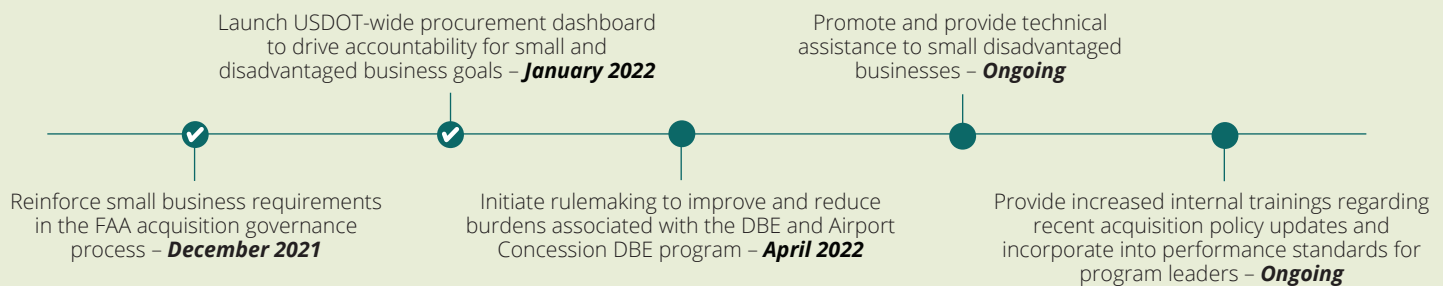 Launch USDOT-wide procurement dashboard
to drive accountability for small and
disadvantaged business goals – January 2022
Promote and provide technical
assistance to small disadvantaged
businesses – Ongoing
Reinforce small business requirements
in the FAA acquisition governance
process – December 2021
Initiate rulemaking to improve and reduce
burdens associated with the DBE and Airport
Concession DBE program – April 2022
Provide increased internal trainings regarding
recent acquisition policy updates and
incorporate into performance standards for
program leaders – Ongoing